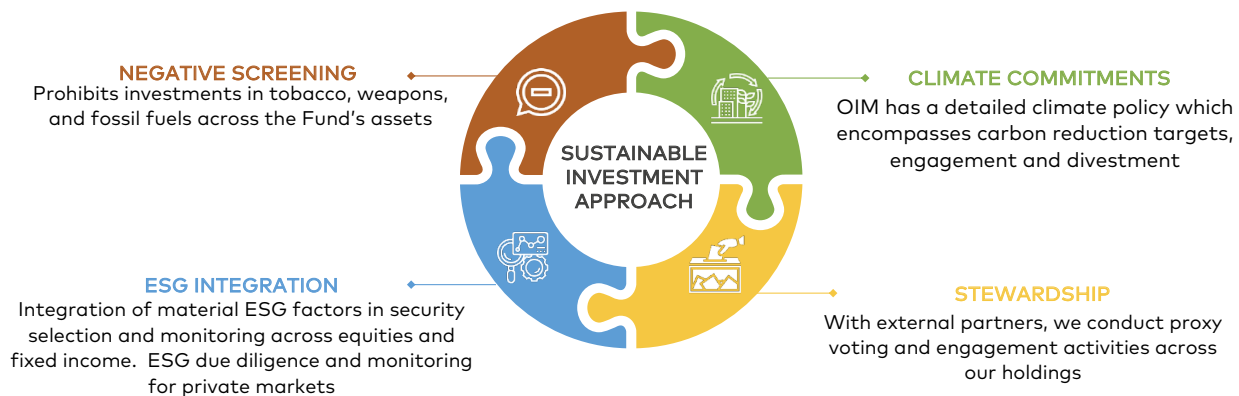 NEGATIVE SCREENING
Prohibits investments in tobacco, weapons,
and fossil fuels across the Fund's assets
CLIMATE COMMITMENTS
OIM has a detailed climate policy which
encompasses carbon reduction targets,
engagement and divestment
SUSTAINABLE
INVESTMENT
APPROACH
ESG INTEGRATION
Integration of material ESG factors in security
selection and monitoring across equities and
fixed income.  ESG due diligence and monitoring
for private markets
STEWARDSHIP
With external partners, we conduct proxy
voting and engagement activities across
our holdings